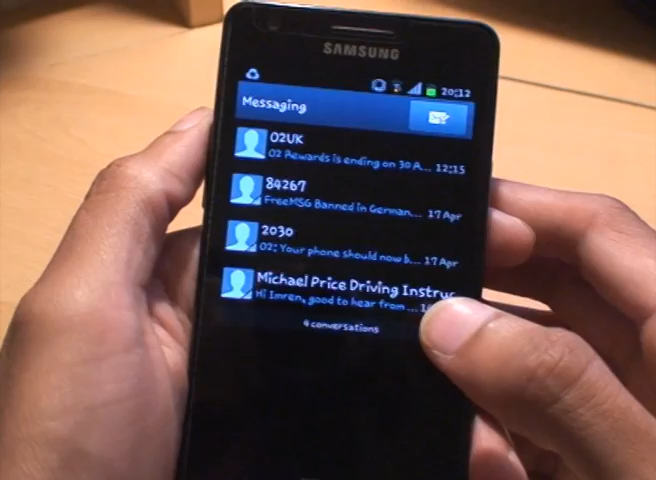 SAMSUNG
20:12
Messaging
O2UK
O2 Rewards is ending on 30 A... 12:15
84267
FreeMSG Banned in German... 17 Apr
2030
O2: Your phone should now b... 17 Apr
Michael Price Driving Instruc
Hi Imren, good to hear from ...
4 conversations